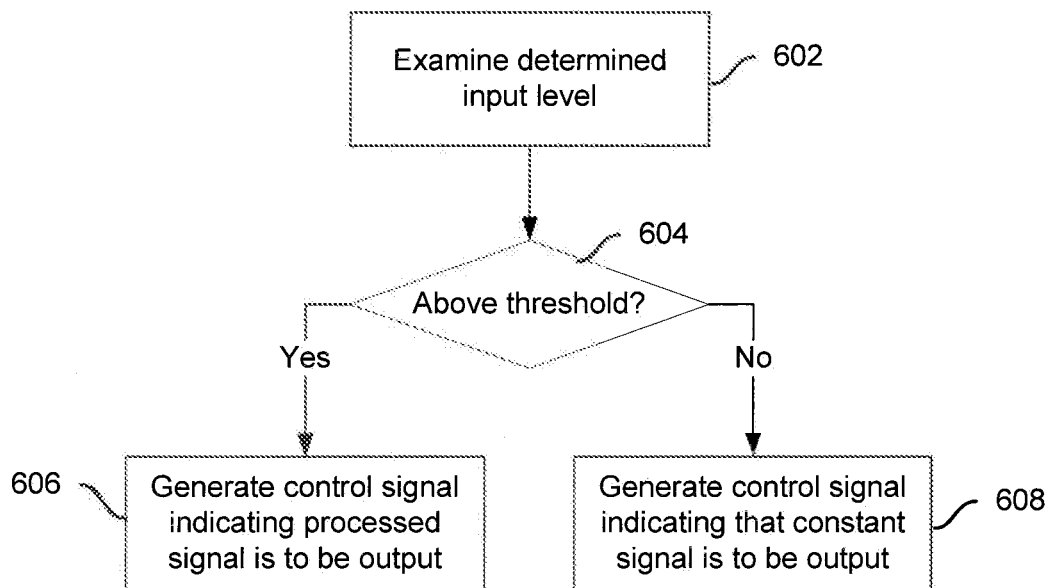 Examine determined
input level
602
604
Above threshold?
Yes
No
606
Generate control signal
indicating processed
signal is to be output
Generate control signal
indicating that constant
signal is to be output
608